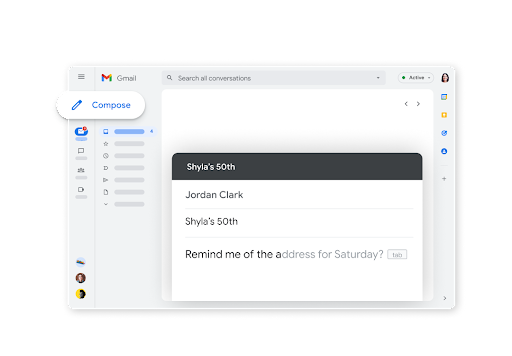 Gmail
Search all conversations
Active
Compose
4
Shyla's 50th
Jordan Clark
Shyla's 50th
Remind me of the address for Saturday? tab